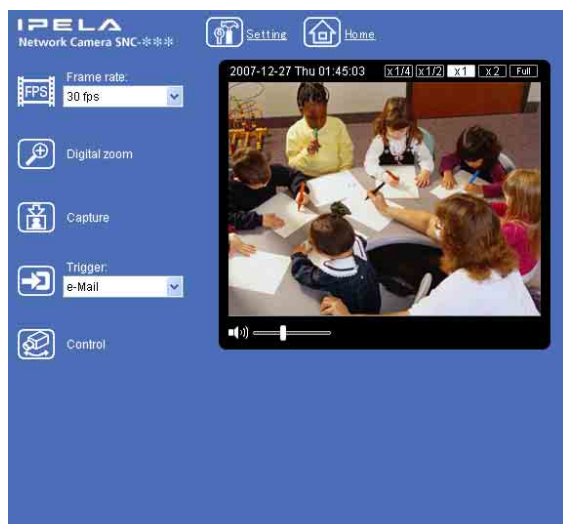 IPELA
Network Camera SNC-***
Setting
Home
FPS
Frame rate:
30 fps
2007-12-27 Thu 01:45:03
x1/4 x1/2 x1 x2 Full
Digital zoom
Capture
Trigger:
e-Mail
Control